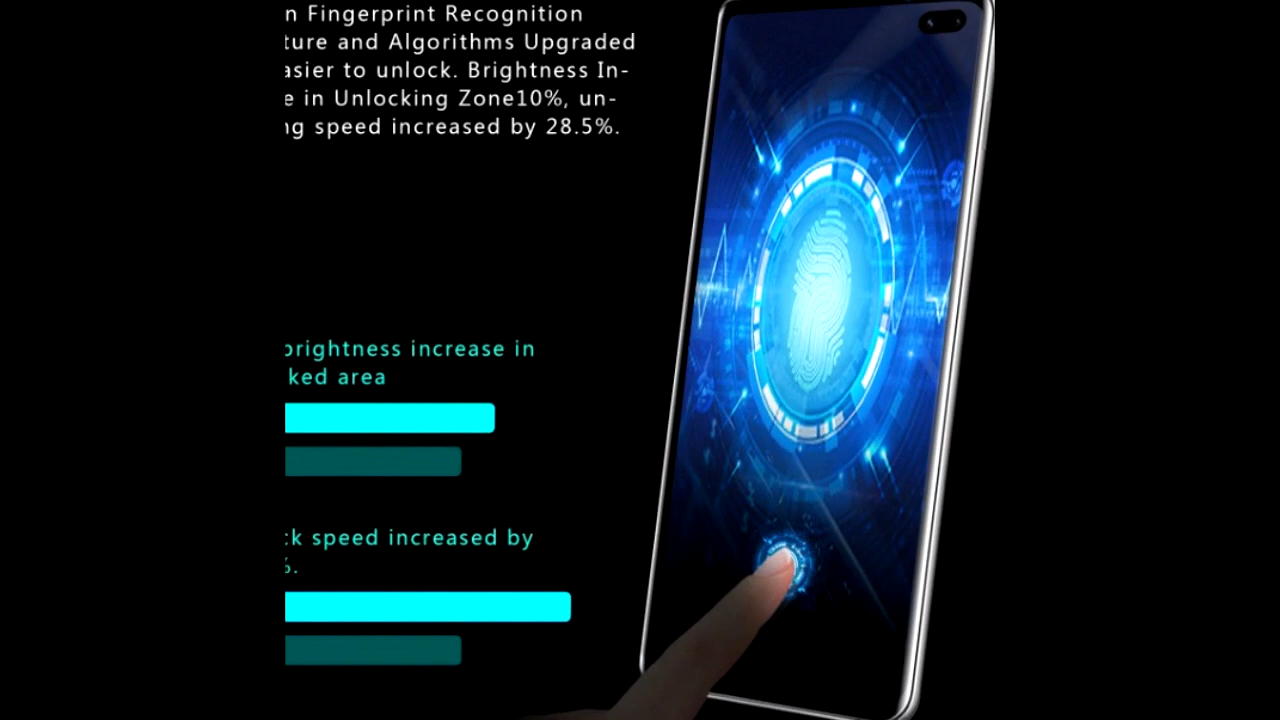 n Fingerprint Recognition
ture and Algorithms Upgraded
asier to unlock. Brightness In-
e in Unlocking Zone10%, un-
ng speed increased by 28.5%.
brightness increase in
ked area
ck speed increased by
%.